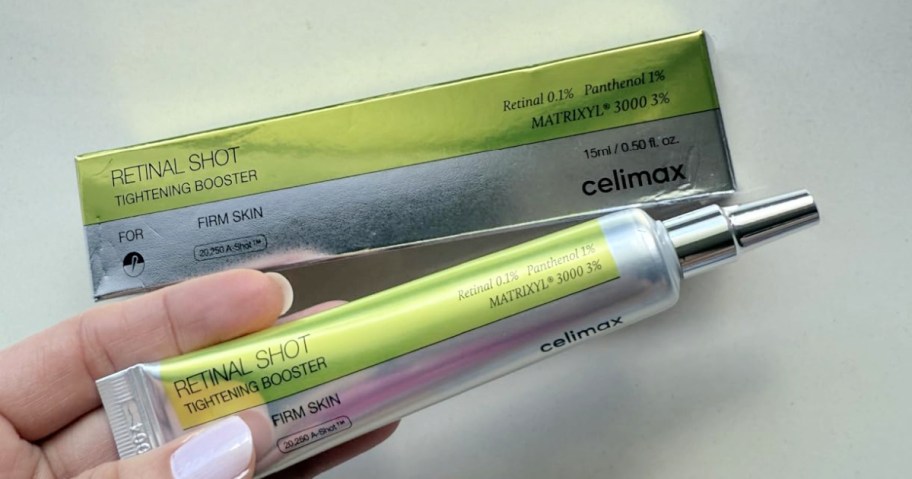 Retinal 0.1% Panthenol 1%
MATRIXYL® 3000 3%
RETINAL SHOT
TIGHTENING BOOSTER
15ml / 0.50 fl. oz.
celimax
FOR
FIRM SKIN
20,250 A-Shot™
Retinal 0.1% Panthenol 1%
MATRIXYL® 3000 3%
RETINAL SHOT
TIGHTENING BOOSTER
celimax
FIRM SKIN
20,250 A-Shot™